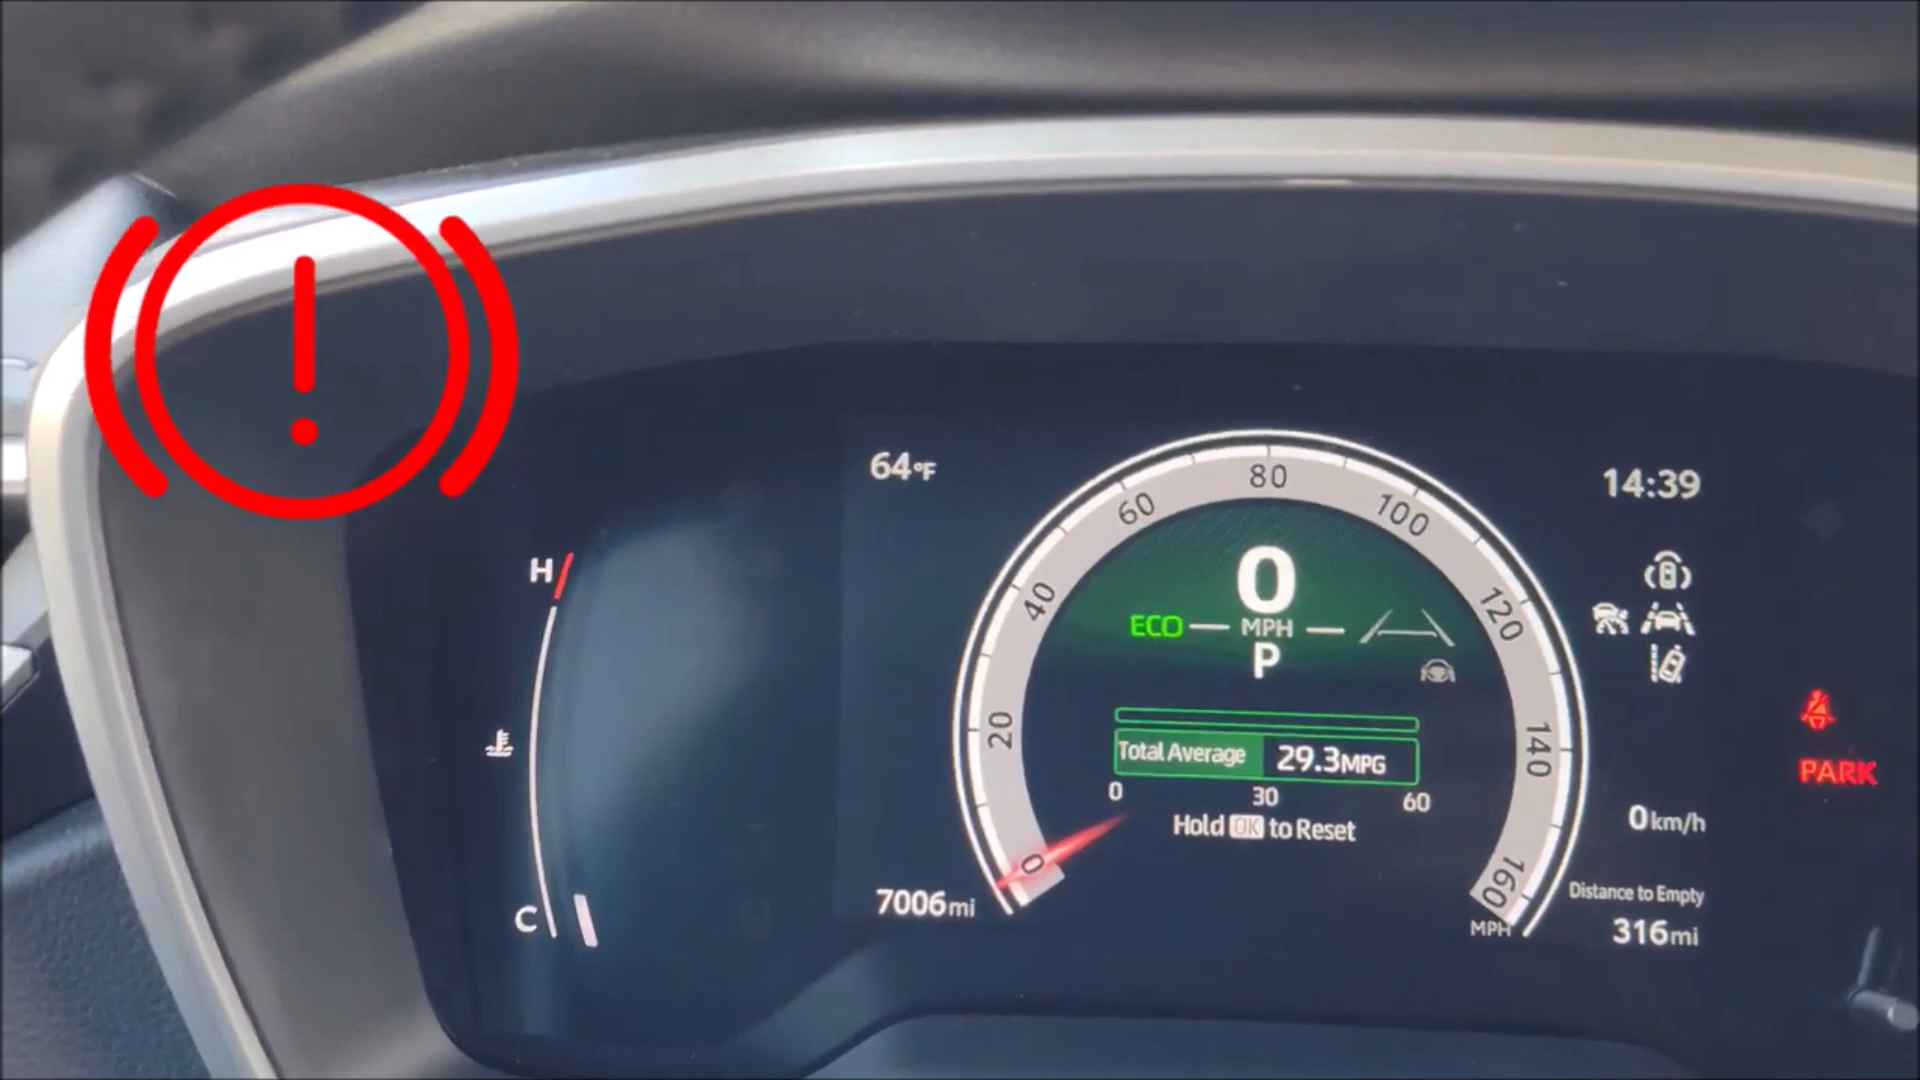 64°F
14:39
H
C
0
20
40
60
80
100
120
140
160
MPH
0
ECO
MPH
P
Total Average 29.3MPG
0 30 60
Hold OK to Reset
7006mi
PARK
0km/h
Distance to Empty
316mi